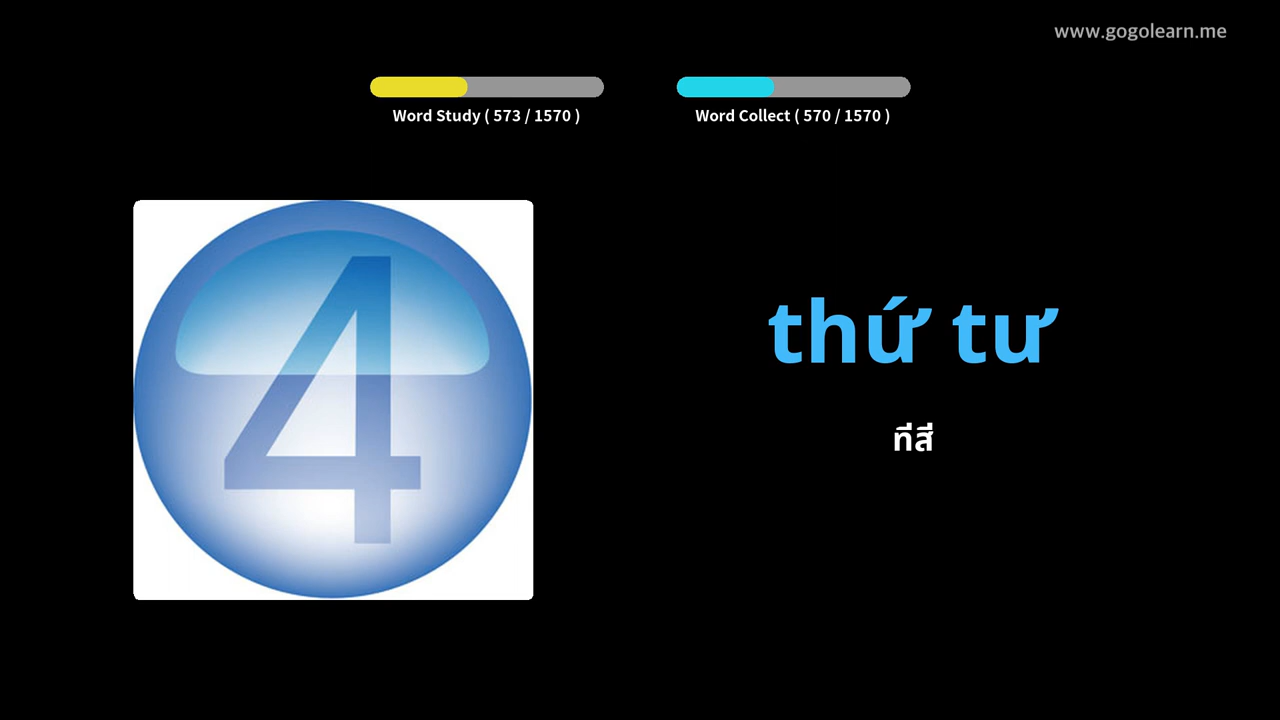 www.gogolearn.me
Word Study ( 573 / 1570 )
Word Collect ( 570 / 1570 )
4
thứ tư
ที่สี่